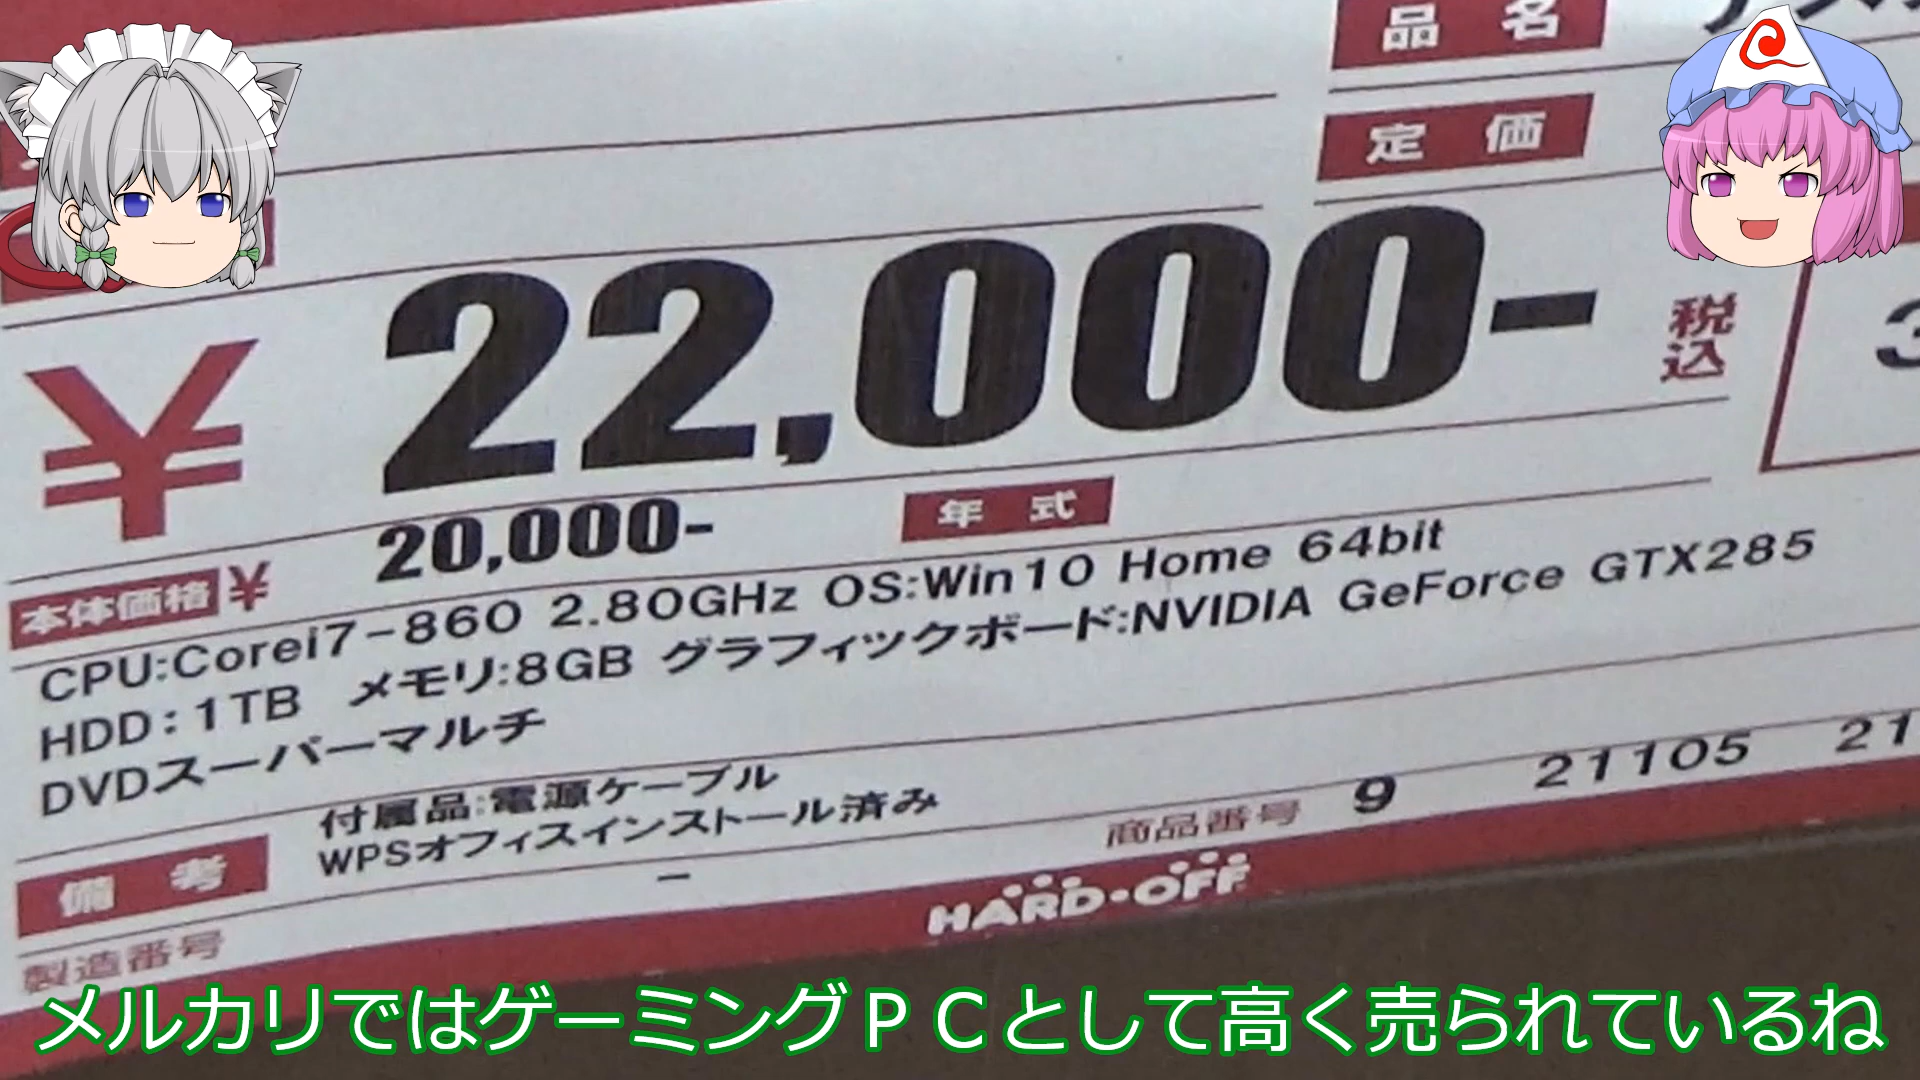 品名
定価
¥ 22,000- 税込
本体価格 ¥ 20,000-
年式
CPU:Corei7-860 2.80GHz OS:Win10 Home 64bit
HDD:1TB メモリ:8GB グラフィックボード:NVIDIA GeForce GTX285
DVDスーパーマルチ
備考
付属品:電源ケーブル
WPSオフィスインストール済み
商品番号 9 21105 21
製造番号 -
HARD・OFF
メルカリではゲーミングPCとして高く売られているね